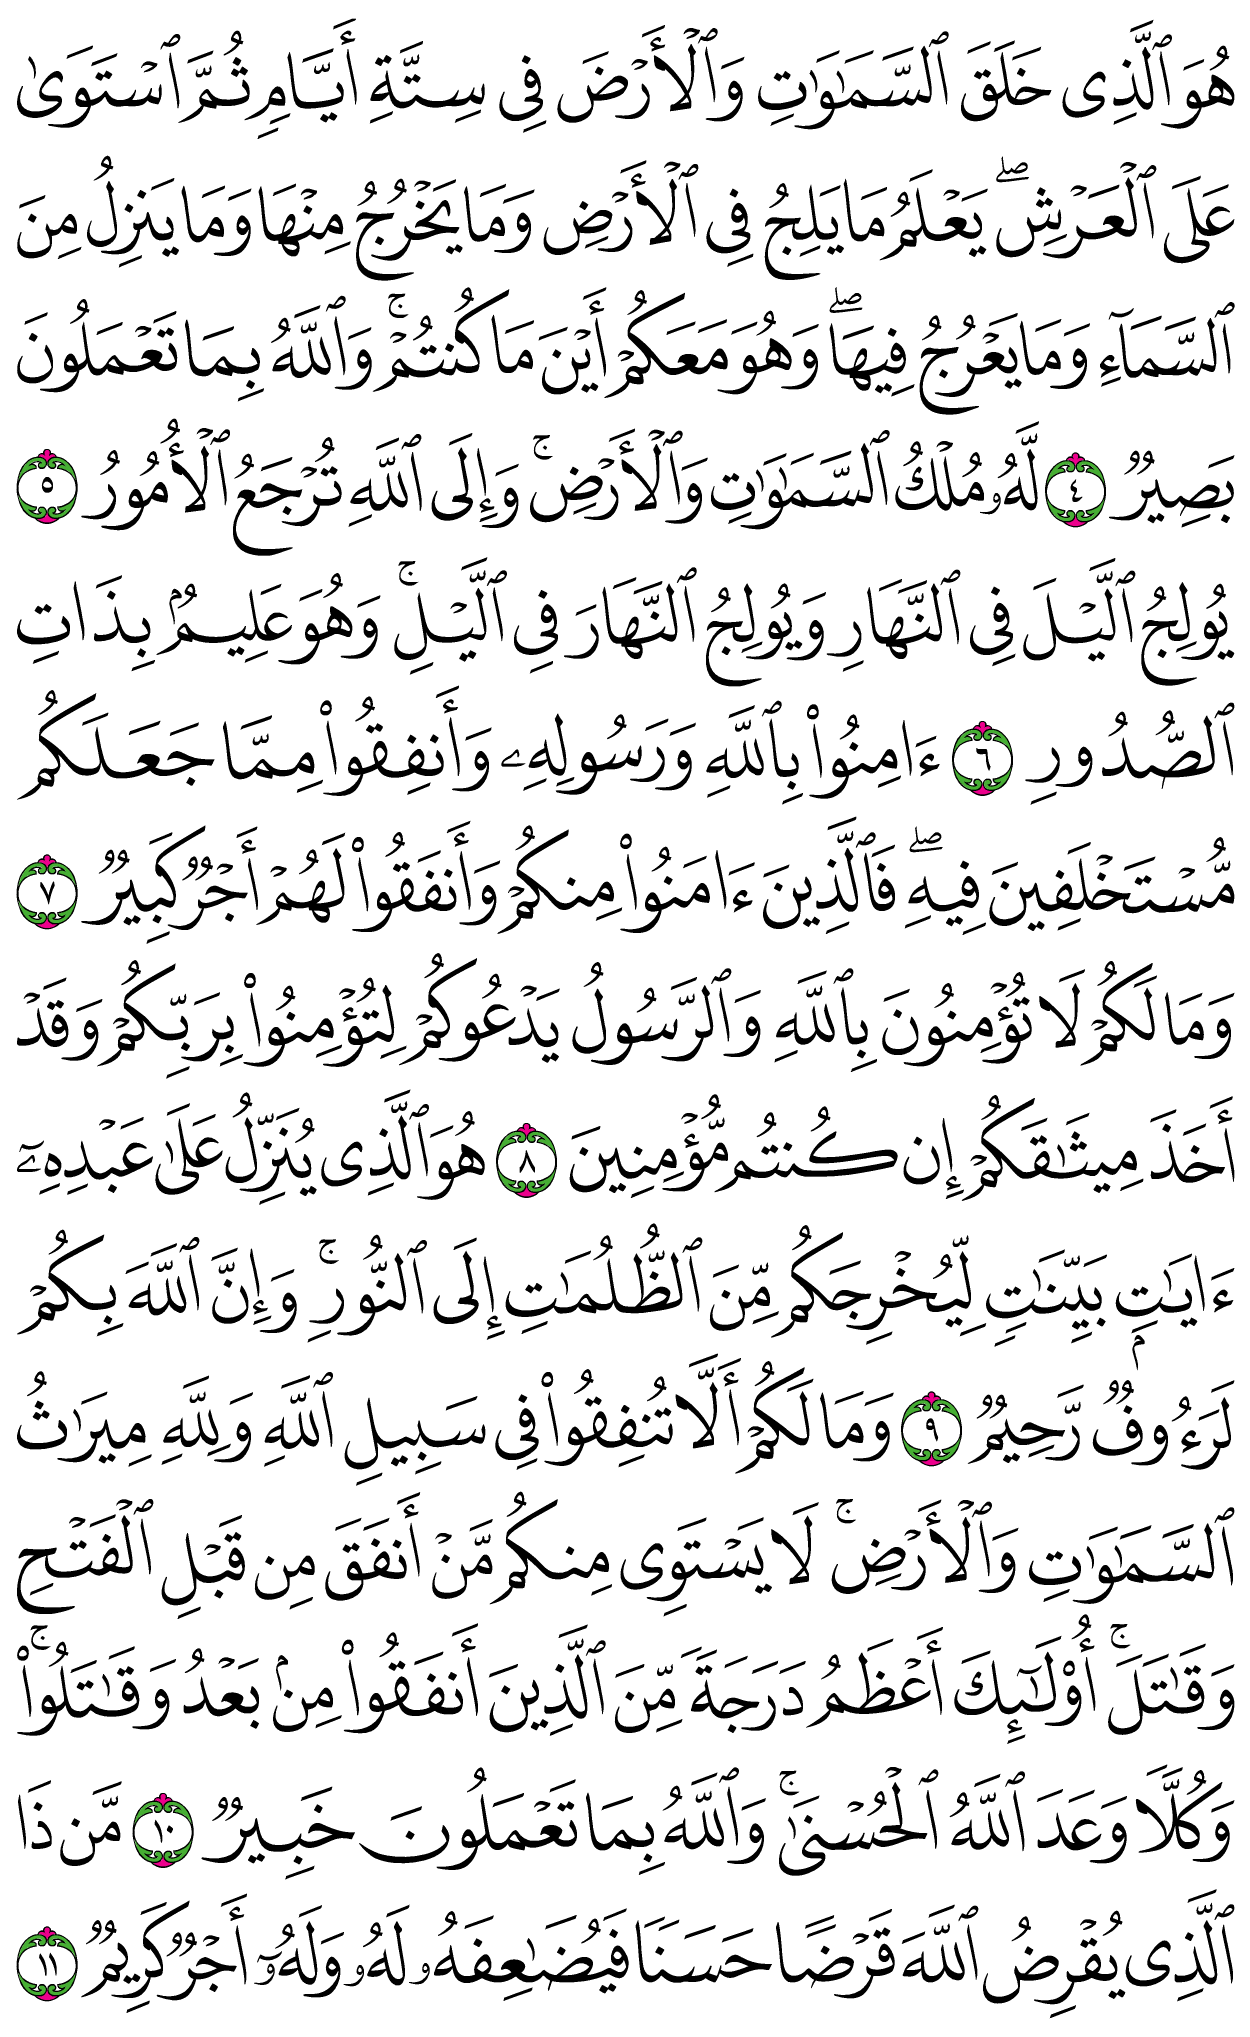 هُوَ ٱلَّذِى خَلَقَ ٱلسَّمَٰوَٰتِ وَٱلْأَرْضَ فِى سِتَّةِ أَيَّامٍ ثُمَّ ٱسْتَوَىٰ
عَلَى ٱلْعَرْشِ ۖ يَعْلَمُ مَا يَلِجُ فِى ٱلْأَرْضِ وَمَا يَخْرُجُ مِنْهَا وَمَا يَنزِلُ مِنَ
ٱلسَّمَآءِ وَمَا يَعْرُجُ فِيهَا ۖ وَهُوَ مَعَكُمْ أَيْنَ مَا كُنتُمْ ۚ وَٱللَّهُ بِمَا تَعْمَلُونَ
بَصِيرٌ ٤ لَّهُۥ مُلْكُ ٱلسَّمَٰوَٰتِ وَٱلْأَرْضِ ۚ وَإِلَى ٱللَّهِ تُرْجَعُ ٱلْأُمُورُ ٥
يُولِجُ ٱلَّيْلَ فِى ٱلنَّهَارِ وَيُولِجُ ٱلنَّهَارَ فِى ٱلَّيْلِ ۚ وَهُوَ عَلِيمٌۢ بِذَاتِ
ٱلصُّدُورِ ٦ ءَامِنُوا۟ بِٱللَّهِ وَرَسُولِهِۦ وَأَنفِقُوا۟ مِمَّا جَعَلَكُم
مُّسْتَخْلَفِينَ فِيهِ ۖ فَٱلَّذِينَ ءَامَنُوا۟ مِنكُمْ وَأَنفَقُوا۟ لَهُمْ أَجْرٌ كَبِيرٌ ٧
وَمَا لَكُمْ لَا تُؤْمِنُونَ بِٱللَّهِ وَٱلرَّسُولُ يَدْعُوكُمْ لِتُؤْمِنُوا۟ بِرَبِّكُمْ وَقَدْ
أَخَذَ مِيثَٰقَكُمْ إِن كُنتُم مُّؤْمِنِينَ ٨ هُوَ ٱلَّذِى يُنَزِّلُ عَلَىٰ عَبْدِهِۦٓ
ءَايَٰتٍۭ بَيِّنَٰتٍ لِّيُخْرِجَكُم مِّنَ ٱلظُّلُمَٰتِ إِلَى ٱلنُّورِ ۚ وَإِنَّ ٱللَّهَ بِكُمْ
لَرَءُوفٌ رَّحِيمٌ ٩ وَمَا لَكُمْ أَلَّا تُنفِقُوا۟ فِى سَبِيلِ ٱللَّهِ وَلِلَّهِ مِيرَٰثُ
ٱلسَّمَٰوَٰتِ وَٱلْأَرْضِ ۚ لَا يَسْتَوِى مِنكُم مَّنْ أَنفَقَ مِن قَبْلِ ٱلْفَتْحِ
وَقَٰتَلَ ۚ أُو۟لَٰٓئِكَ أَعْظَمُ دَرَجَةً مِّنَ ٱلَّذِينَ أَنفَقُوا۟ مِنۢ بَعْدُ وَقَٰتَلُوا۟ ۚ
وَكُلًّا وَعَدَ ٱللَّهُ ٱلْحُسْنَىٰ ۚ وَٱللَّهُ بِمَا تَعْمَلُونَ خَبِيرٌ ١٠ مَّن ذَا
ٱلَّذِى يُقْرِضُ ٱللَّهَ قَرْضًا حَسَنًا فَيُضَٰعِفَهُۥ لَهُۥ وَلَهُۥٓ أَجْرٌ كَرِيمٌ ١١